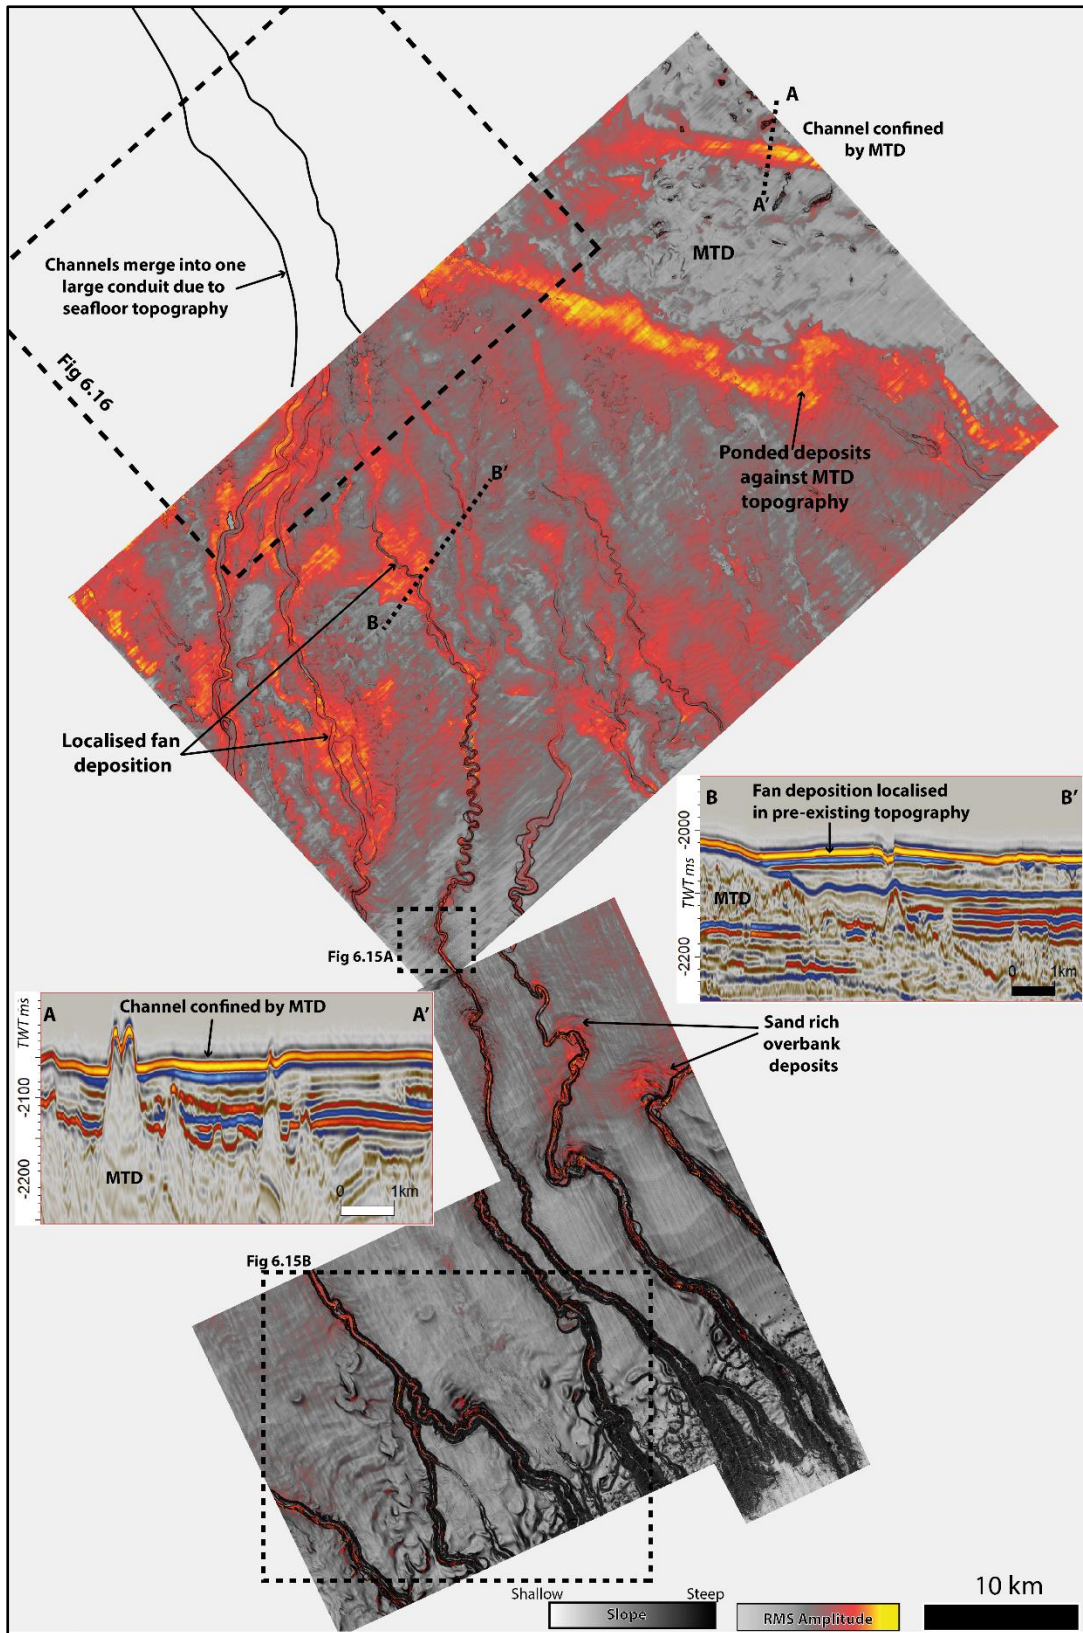 A
Channel confined
by MTD
A'
MTD
Channels merge into one
large conduit due to
seafloor topography
Fig 6.16
Ponded deposits
against MTD
topography
B'
B
Localised fan
deposition
B
Fan deposition localised
in pre-existing topography
B'
-2000
TWT ms
MTD
-2200
0
1km
Fig 6.15A
A
Channel confined by MTD
A'
TWT ms
-2100
-2200
MTD
0
1km
Sand rich
overbank
deposits
Fig 6.15B
Shallow
Steep
Slope
RMS Amplitude
10 km